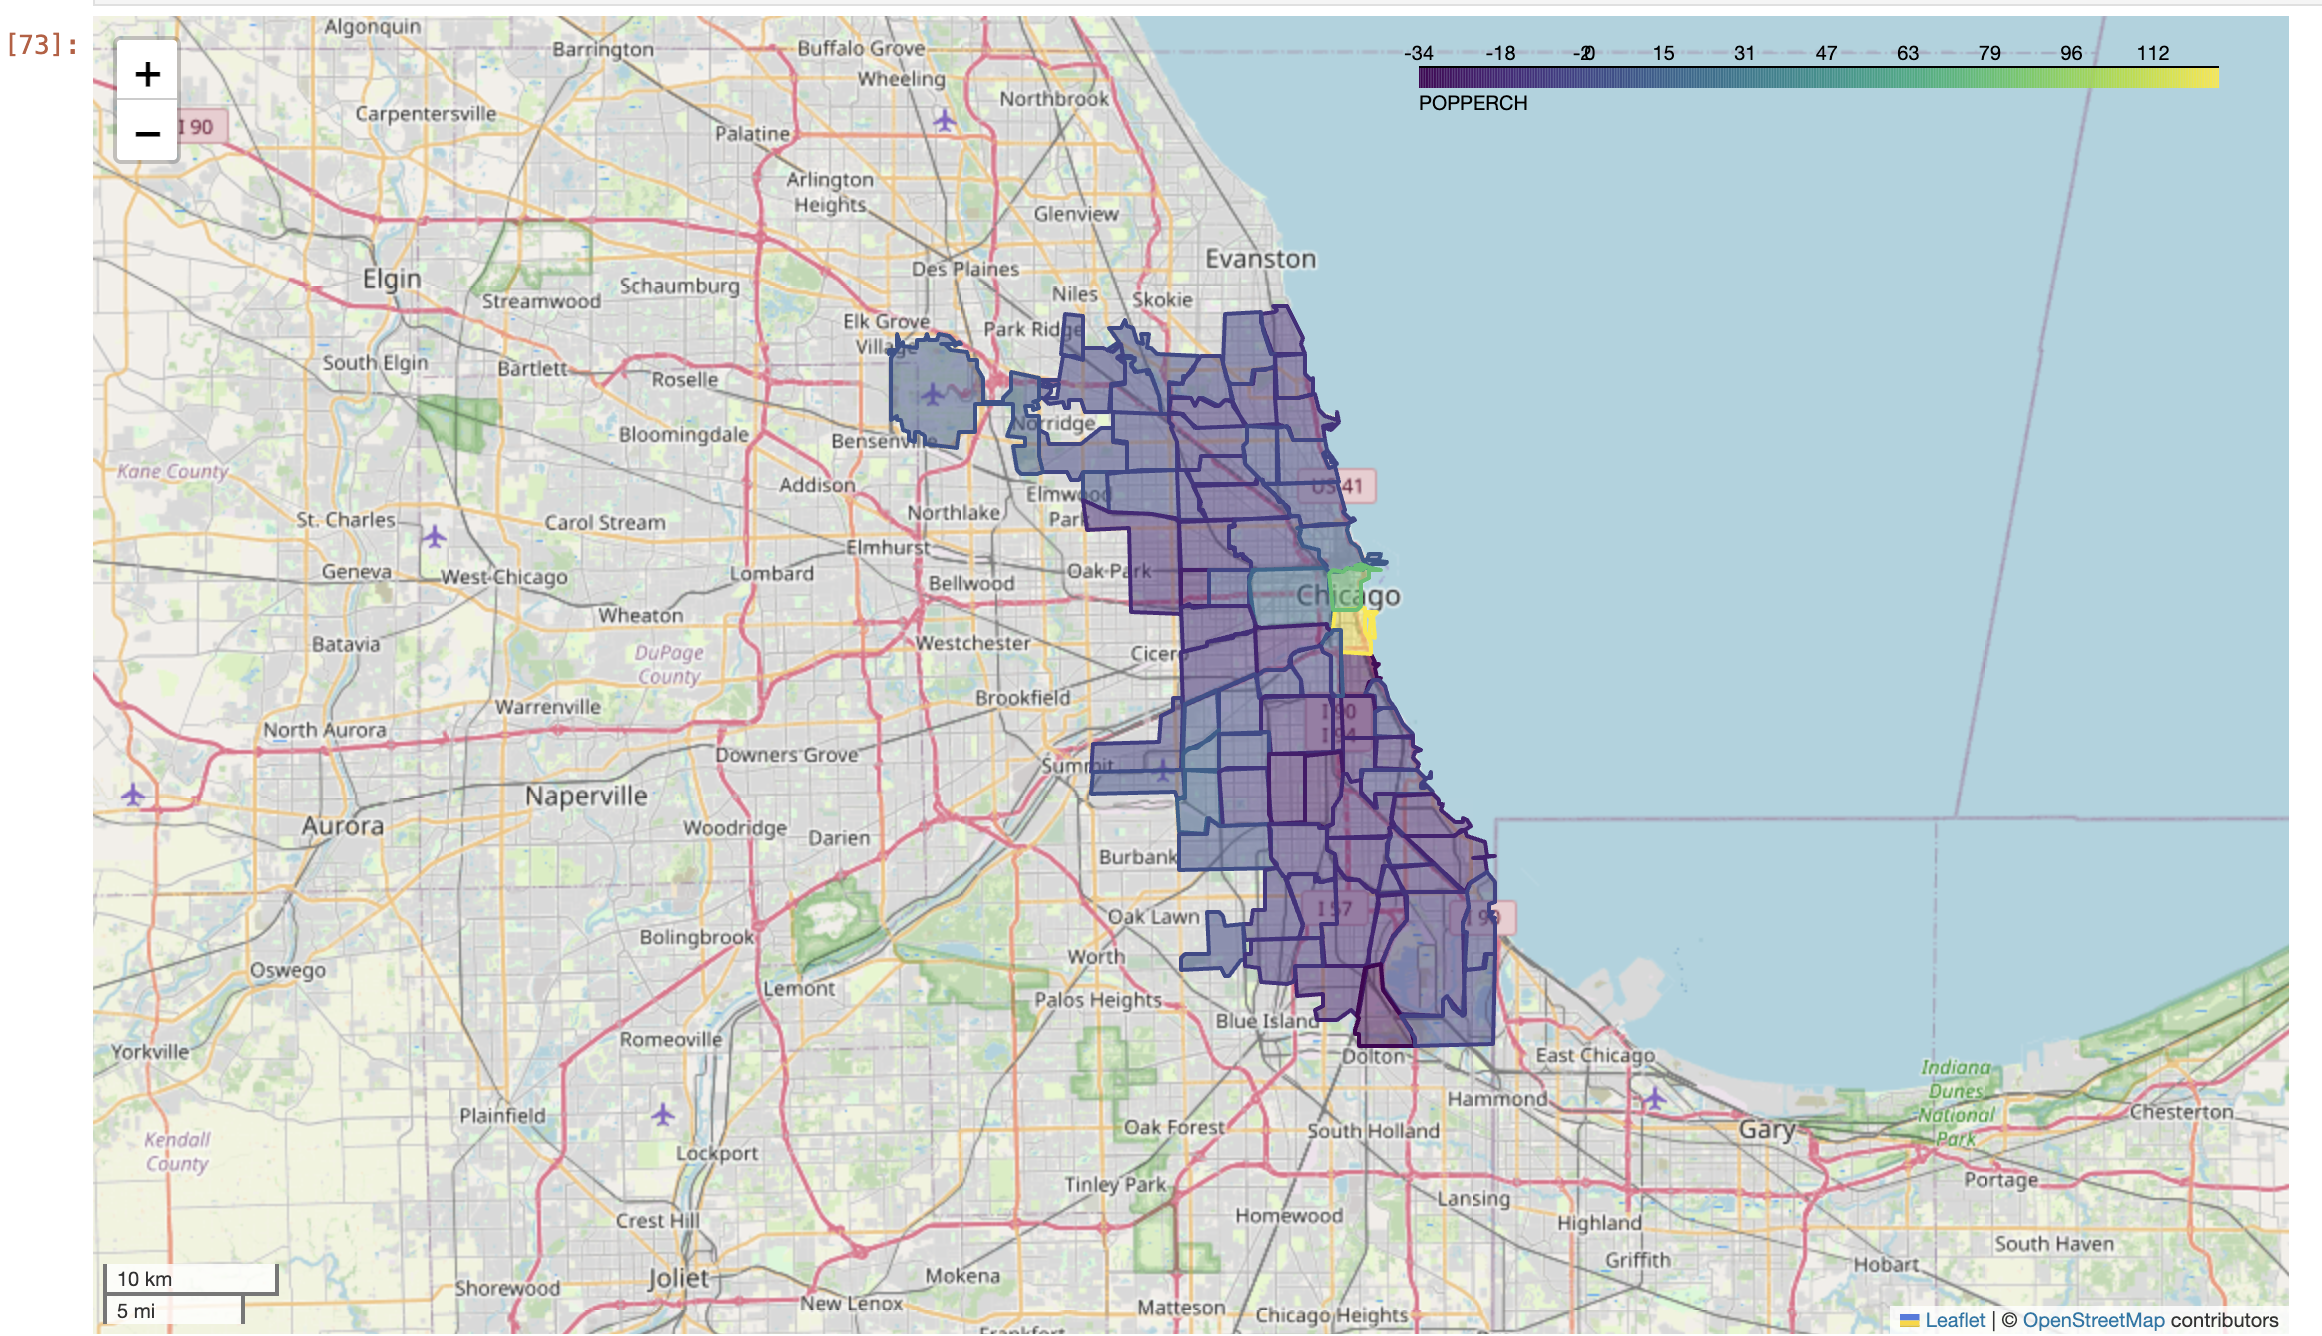 [73]:
+
−
-34 -18 -2 0 15 31 47 63 79 96 112
POPPERCH
Algonquin
Barrington
Buffalo Grove
Wheeling
Northbrook
Carpentersville
I 90
Palatine
Arlington
Heights
Glenview
Evanston
Des Plaines
Elgin
Schaumburg
Streamwood
Niles
Skokie
Elk Grove
Village
Park Ridge
South Elgin
Bartlett
Roselle
Norridge
Bloomingdale
Bensenville
Kane County
Addison
Elmwood
Park
US 41
Northlake
St. Charles
Carol Stream
Elmhurst
Geneva
West Chicago
Lombard
Bellwood
Oak Park
Chicago
Wheaton
Batavia
Westchester
DuPage
County
Cicero
Brookfield
Warrenville
I 90
I 94
North Aurora
Downers Grove
Summit
Naperville
Aurora
Woodridge
Darien
Burbank
I 57
I 90
Oak Lawn
Bolingbrook
Worth
Oswego
Lemont
Palos Heights
Blue Island
Romeoville
Yorkville
Dolton
East Chicago
Indiana
Dunes
National
Park
Hammond
Chesterton
Plainfield
Oak Forest
South Holland
Gary
Kendall
County
Lockport
Tinley Park
Portage
Lansing
Crest Hill
Homewood
Highland
South Haven
Griffith
Hobart
10 km
Joliet
Mokena
Shorewood
5 mi
New Lenox
Matteson
Chicago Heights
Frankfort
Leaflet | © OpenStreetMap contributors